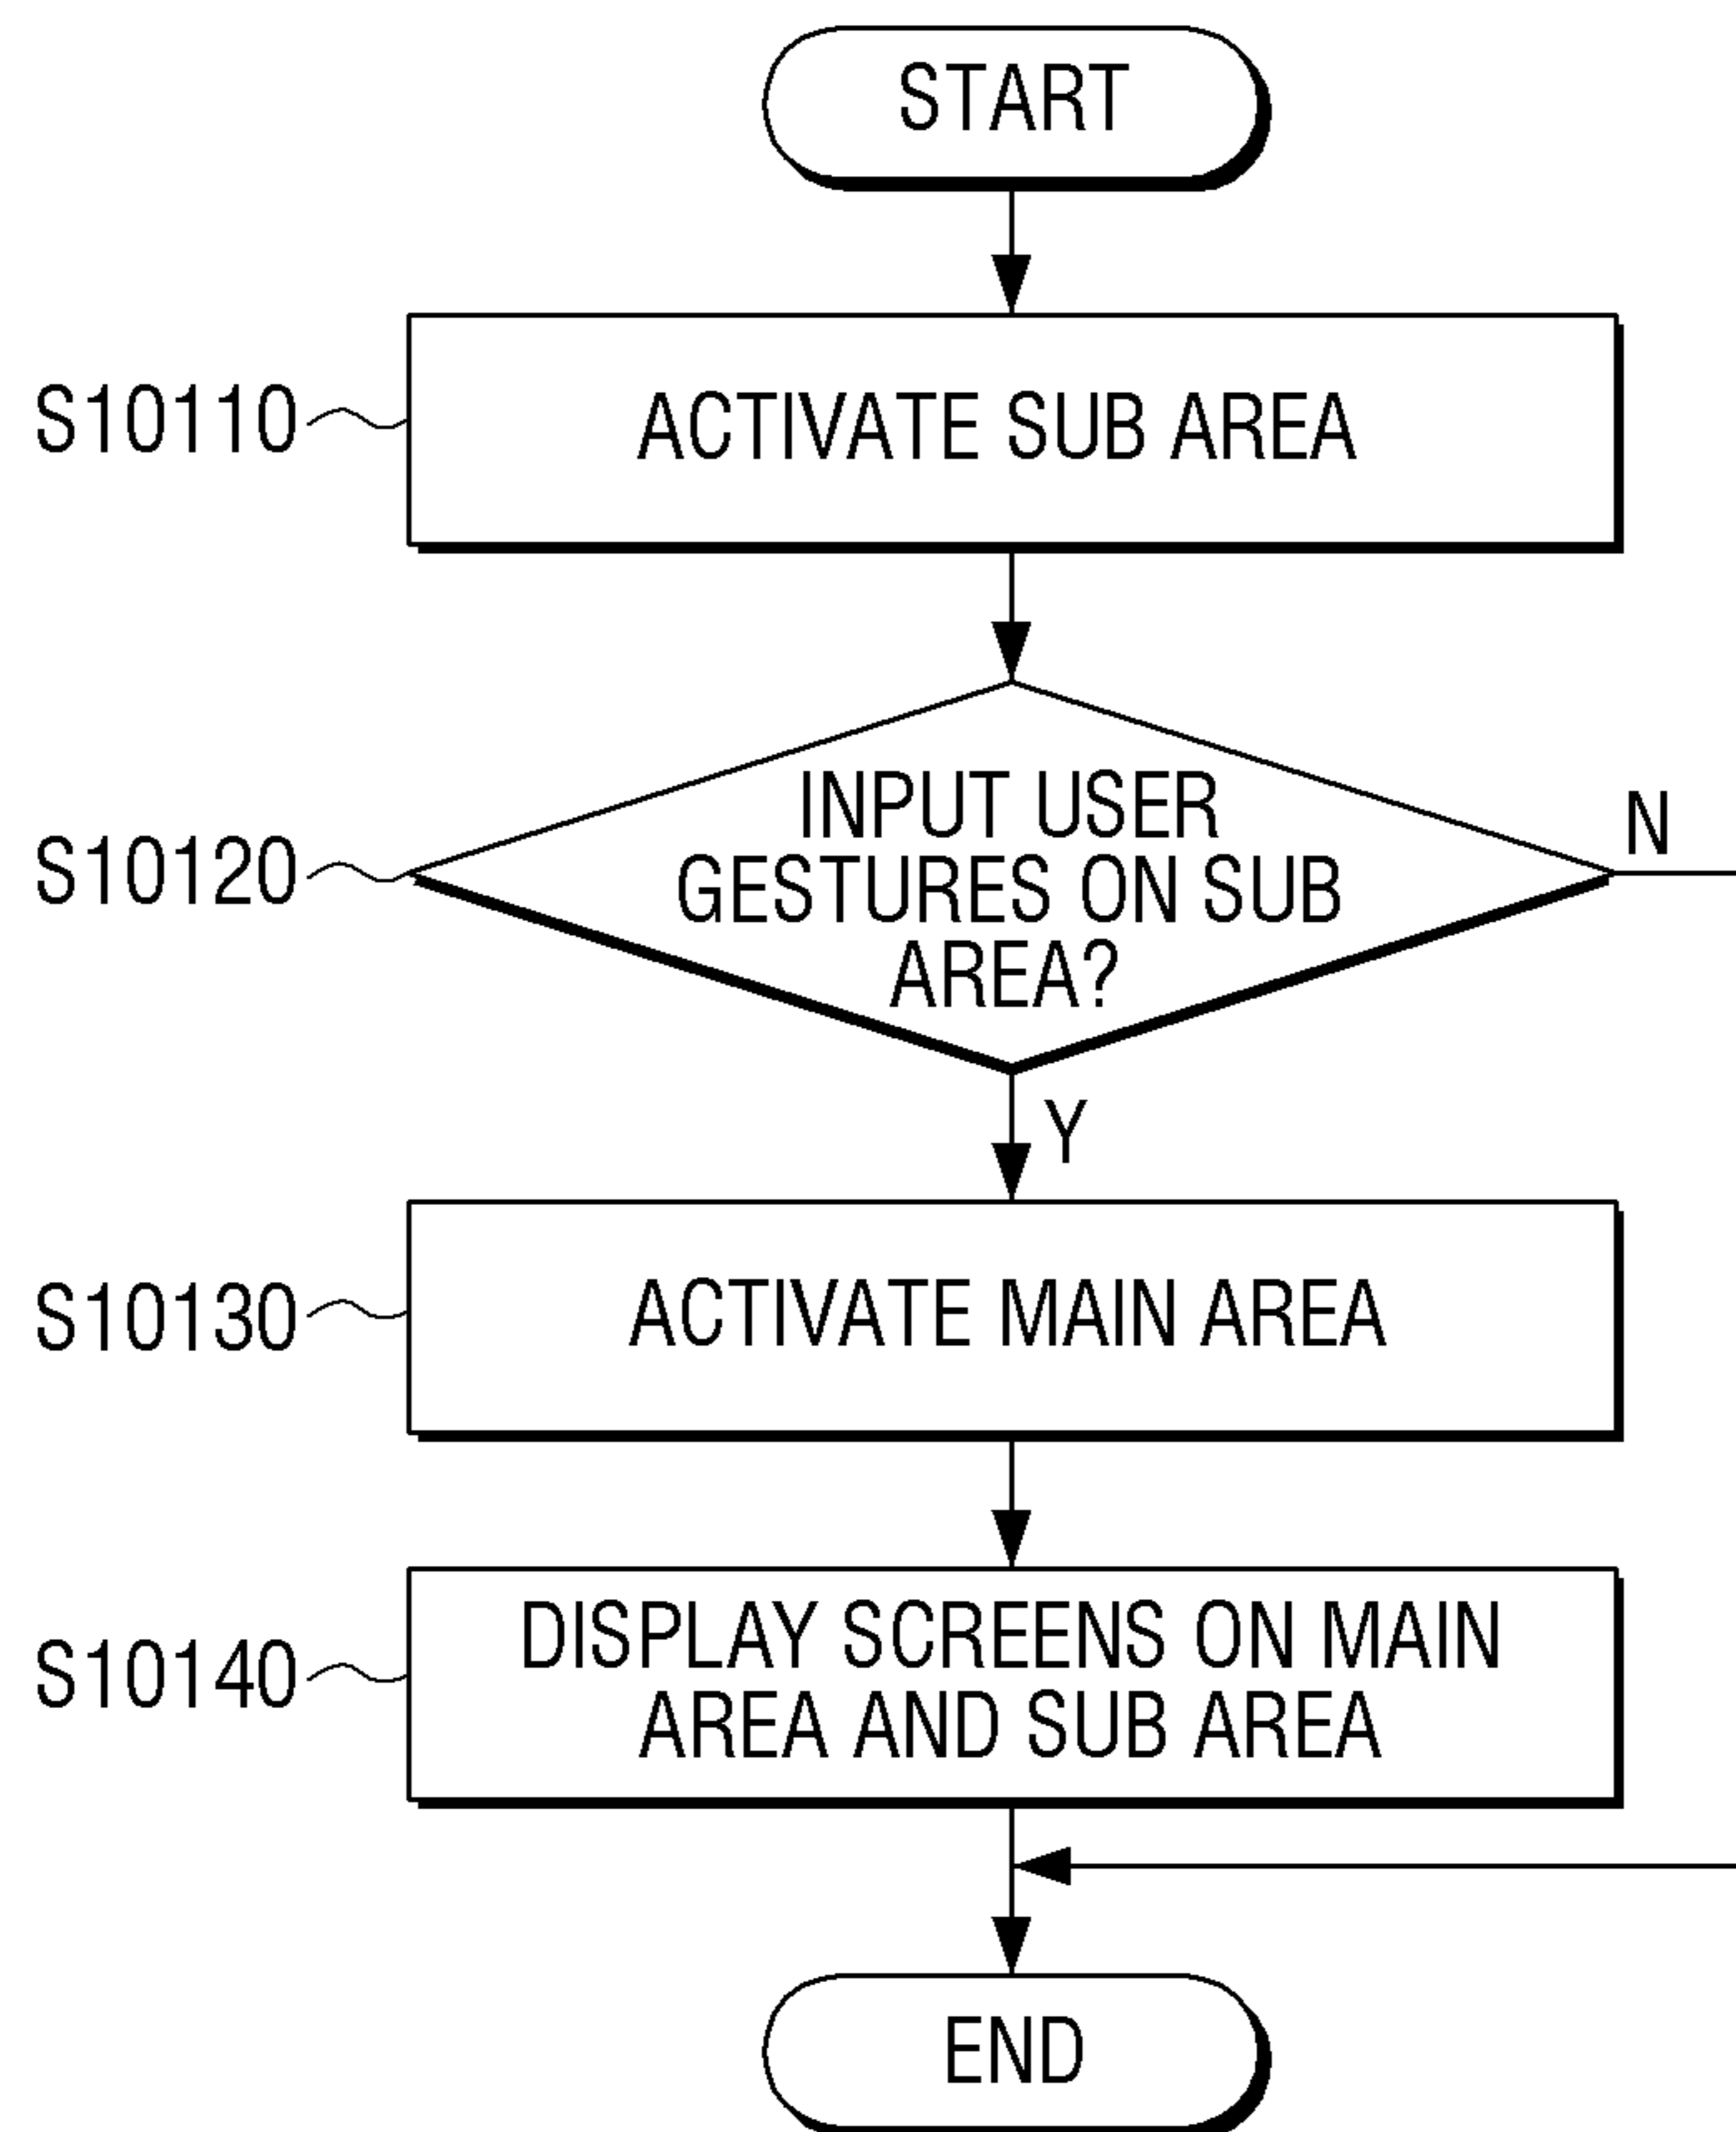 START
S10110
ACTIVATE SUB AREA
S10120
INPUT USER
GESTURES ON SUB
AREA?
N
Y
S10130
ACTIVATE MAIN AREA
S10140
DISPLAY SCREENS ON MAIN
AREA AND SUB AREA
END